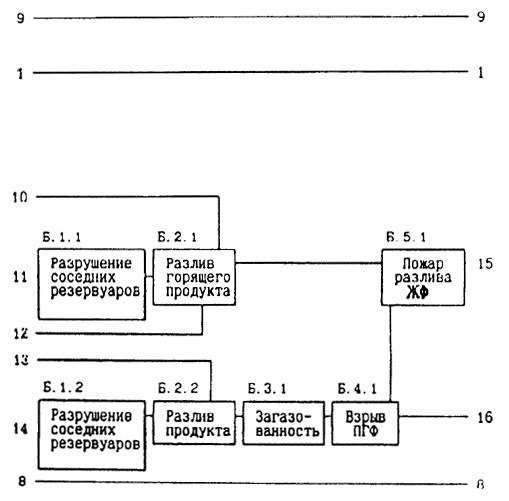 9 9
1 1
10
Б.1.1 Б.2.1 Б.5.1
11 Разрушение соседних резервуаров
Разлив горящего продукта
Пожар разлива ЖФ
15
12
13
Б.1.2 Б.2.2 Б.3.1 Б.4.1
14 Разрушение соседних резервуаров
Разлив продукта
Загазо-
ванность
Взрыв ПГФ
16
8 8